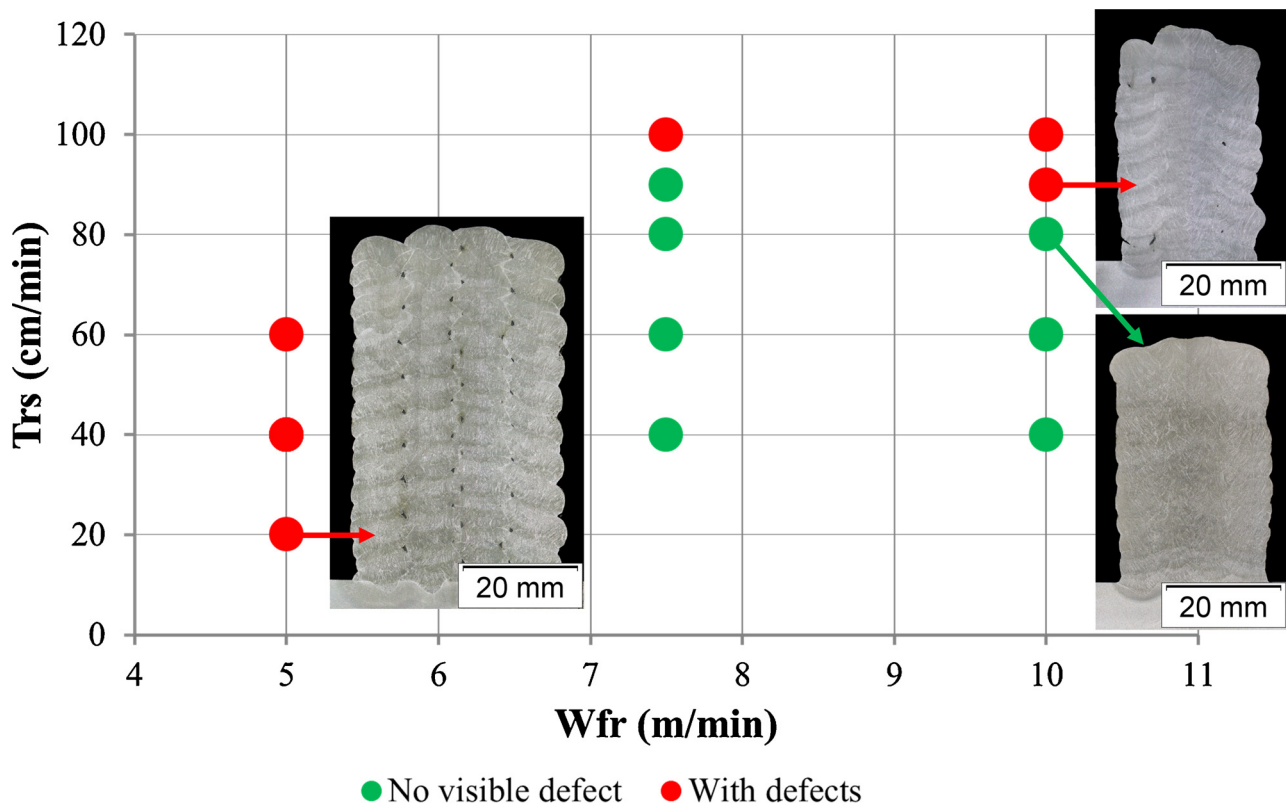 120
100
80
60
40
20
0
Trs (cm/min)
4 5 6 7 8 9 10 11
Wfr (m/min)
20 mm
20 mm
20 mm
No visible defect With defects